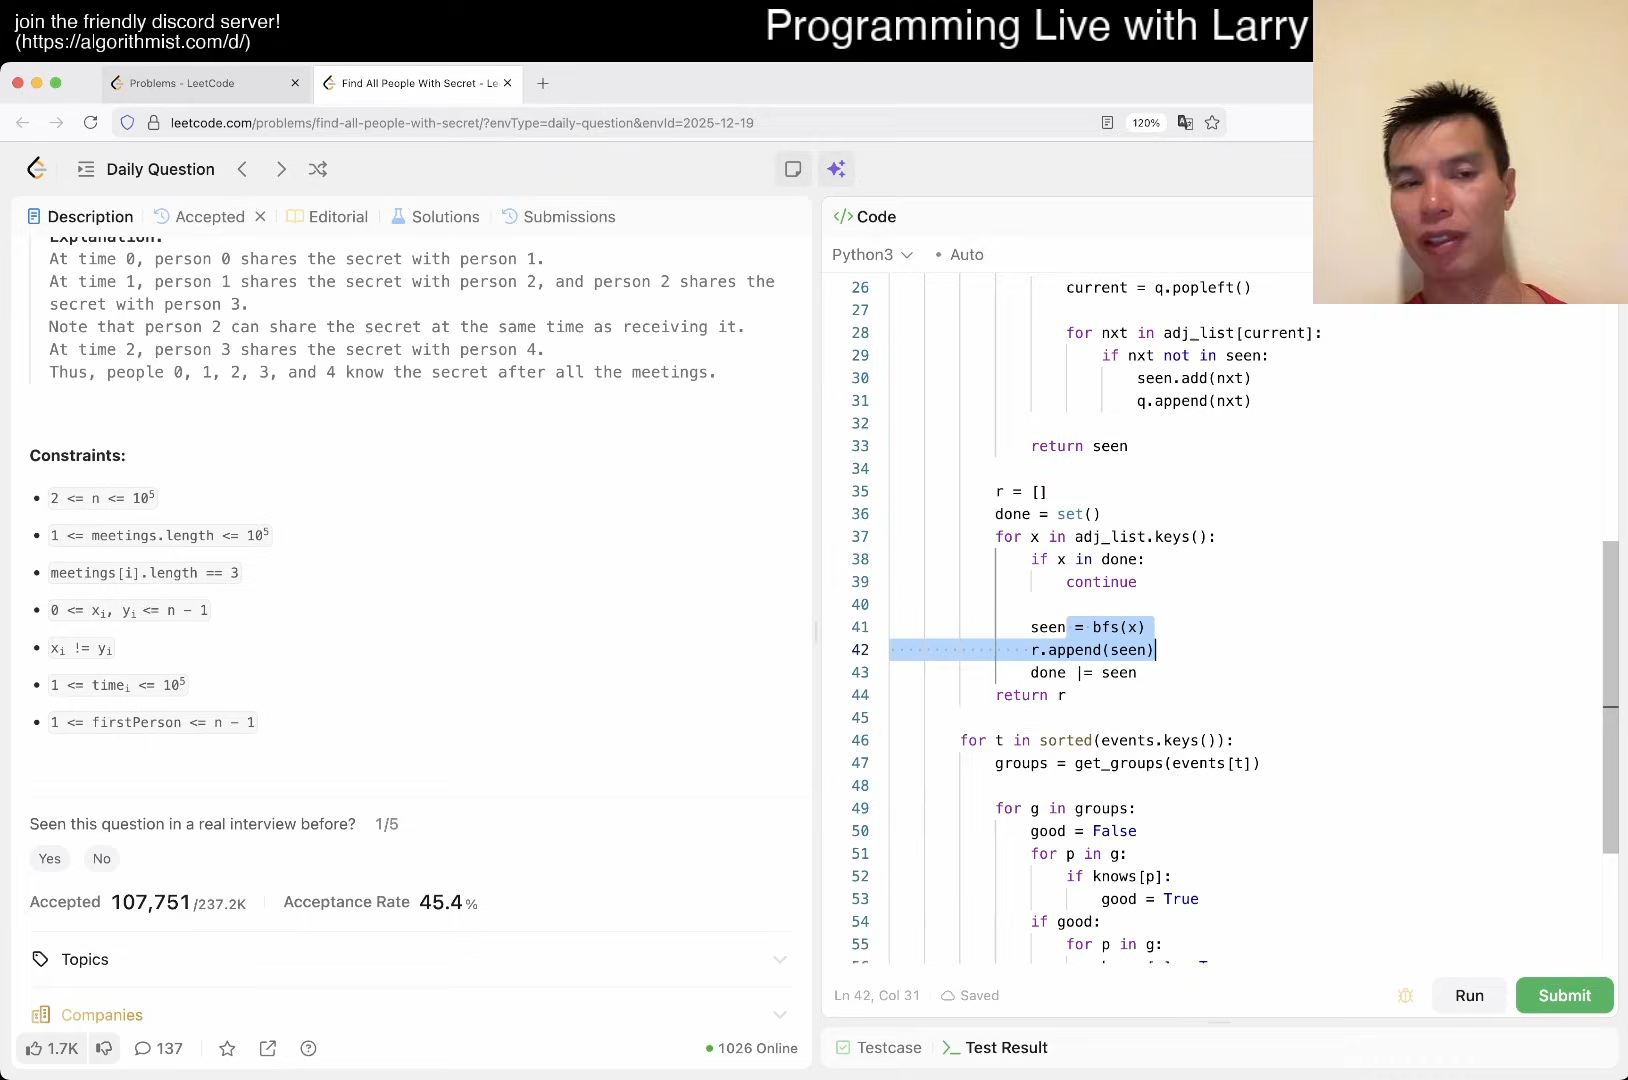 join the friendly discord server!
(https://algorithmist.com/d/)
Programming Live with Larry
Problems - LeetCode
Find All People With Secret - Le
leetcode.com/problems/find-all-people-with-secret/?envType=daily-question&envId=2025-12-19
120%
Daily Question
Description
Accepted
Editorial
Solutions
Submissions
Explanation:
At time 0, person 0 shares the secret with person 1.
At time 1, person 1 shares the secret with person 2, and person 2 shares the
secret with person 3.
Note that person 2 can share the secret at the same time as receiving it.
At time 2, person 3 shares the secret with person 4.
Thus, people 0, 1, 2, 3, and 4 know the secret after all the meetings.
Constraints:
• 2 <= n <= 10⁵
• 1 <= meetings.length <= 10⁵
• meetings[i].length == 3
• 0 <= xᵢ, yᵢ <= n - 1
• xᵢ != yᵢ
• 1 <= timeᵢ <= 10⁵
• 1 <= firstPerson <= n - 1
Seen this question in a real interview before? 1/5
Yes No
Accepted 107,751/237.2K Acceptance Rate 45.4%
Topics
Companies
1.7K
137
1026 Online
</> Code
Python3 • Auto
26 current = q.popleft()
27
28 for nxt in adj_list[current]:
29 if nxt not in seen:
30 seen.add(nxt)
31 q.append(nxt)
32
33 return seen
34
35 r = []
36 done = set()
37 for x in adj_list.keys():
38 if x in done:
39 continue
40
41 seen = bfs(x)
42 r.append(seen)
43 done |= seen
44 return r
45
46 for t in sorted(events.keys()):
47 groups = get_groups(events[t])
48
49 for g in groups:
50 good = False
51 for p in g:
52 if knows[p]:
53 good = True
54 if good:
55 for p in g:
Ln 42, Col 31 Saved
Run
Submit
Testcase
Test Result